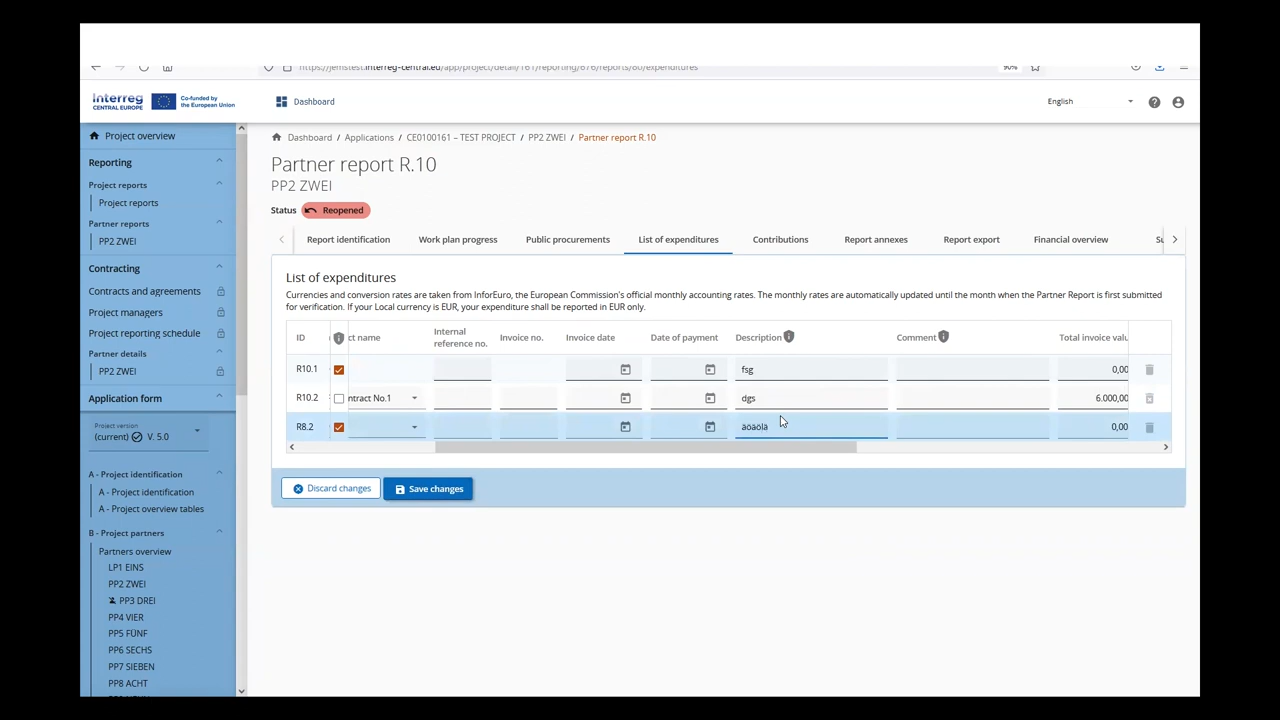 https://jemstest.interreg-central.eu/app/project/detail/161/reporting/676/reports/80/expenditures
90%
Interreg
CENTRAL EUROPE
Co-funded by
the European Union
Dashboard
English
Project overview
Reporting
Project reports
Project reports
Partner reports
PP2 ZWEI
Contracting
Contracts and agreements
Project managers
Project reporting schedule
Partner details
PP2 ZWEI
Application form
Project version
(current) V. 5.0
A - Project identification
A - Project identification
A - Project overview tables
B - Project partners
Partners overview
LP1 EINS
PP2 ZWEI
PP3 DREI
PP4 VIER
PP5 FÜNF
PP6 SECHS
PP7 SIEBEN
PP8 ACHT
Dashboard / Applications / CE0100161 – TEST PROJECT / PP2 ZWEI / Partner report R.10
Partner report R.10
PP2 ZWEI
Status Reopened
Report identification Work plan progress Public procurements List of expenditures Contributions Report annexes Report export Financial overview
List of expenditures
Currencies and conversion rates are taken from InforEuro, the European Commission's official monthly accounting rates. The monthly rates are automatically updated until the month when the Partner Report is first submitted
for verification. If your Local currency is EUR, your expenditure shall be reported in EUR only.
ID ct name Internal reference no. Invoice no. Invoice date Date of payment Description Comment Total invoice valu
R10.1 fsg 0,00
R10.2 ntract No.1 dgs 6.000,00
R8.2 aoaola 0,00
Discard changes Save changes